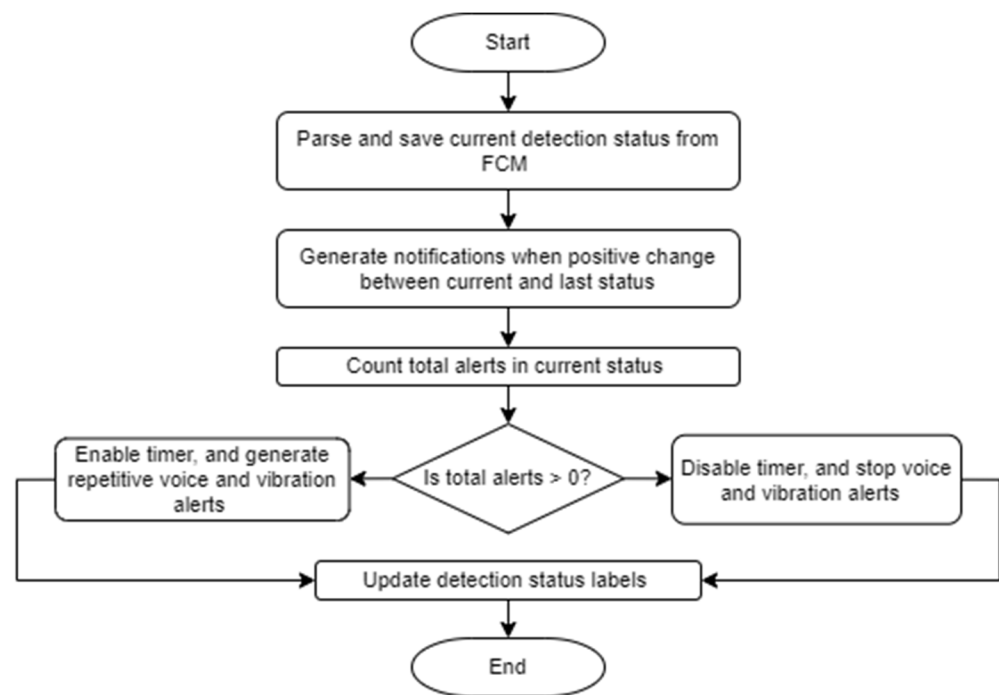 Start
Parse and save current detection status from
FCM
Generate notifications when positive change
between current and last status
Count total alerts in current status
Is total alerts > 0?
Enable timer, and generate
repetitive voice and vibration
alerts
Disable timer, and stop voice
and vibration alerts
Update detection status labels
End